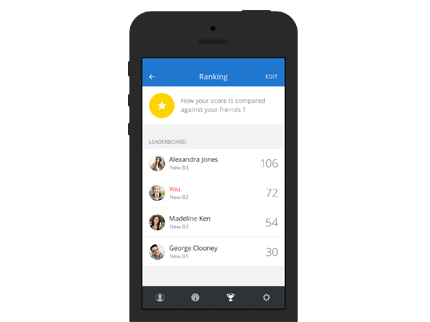 Ranking EDIT
How your score is compared
against your freinds ?
LEADERBOARD
Alexandra Jones 106
New B3
You 72
New B2
Madeline Ken 54
New B2
George Clooney 30
New B1